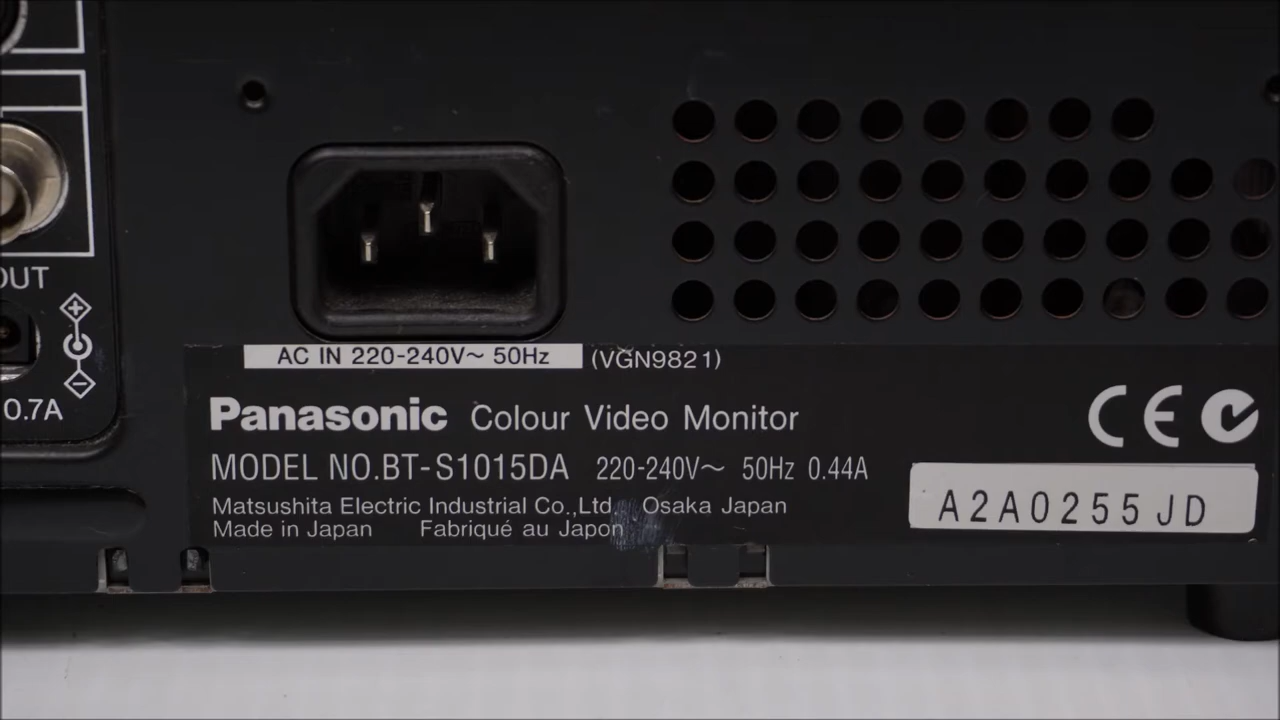 OUT
0.7A
AC IN 220-240V～ 50Hz (VGN9821)
Panasonic Colour Video Monitor
MODEL NO.BT-S1015DA 220-240V～ 50Hz 0.44A
Matsushita Electric Industrial Co.,Ltd. Osaka Japan
Made in Japan Fabriqué au Japon
CE
A2A0255JD